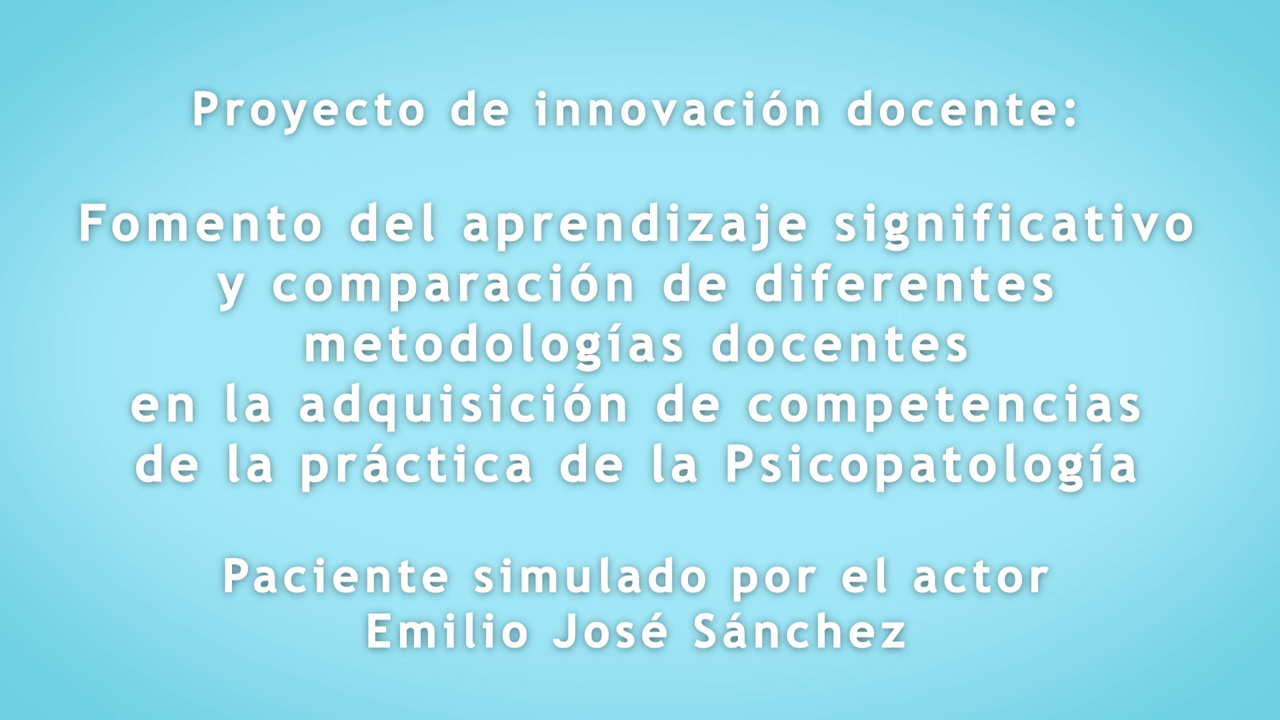 Proyecto de innovación docente:
Fomento del aprendizaje significativo
y comparación de diferentes
metodologías docentes
en la adquisición de competencias
de la práctica de la Psicopatología
Paciente simulado por el actor
Emilio José Sánchez